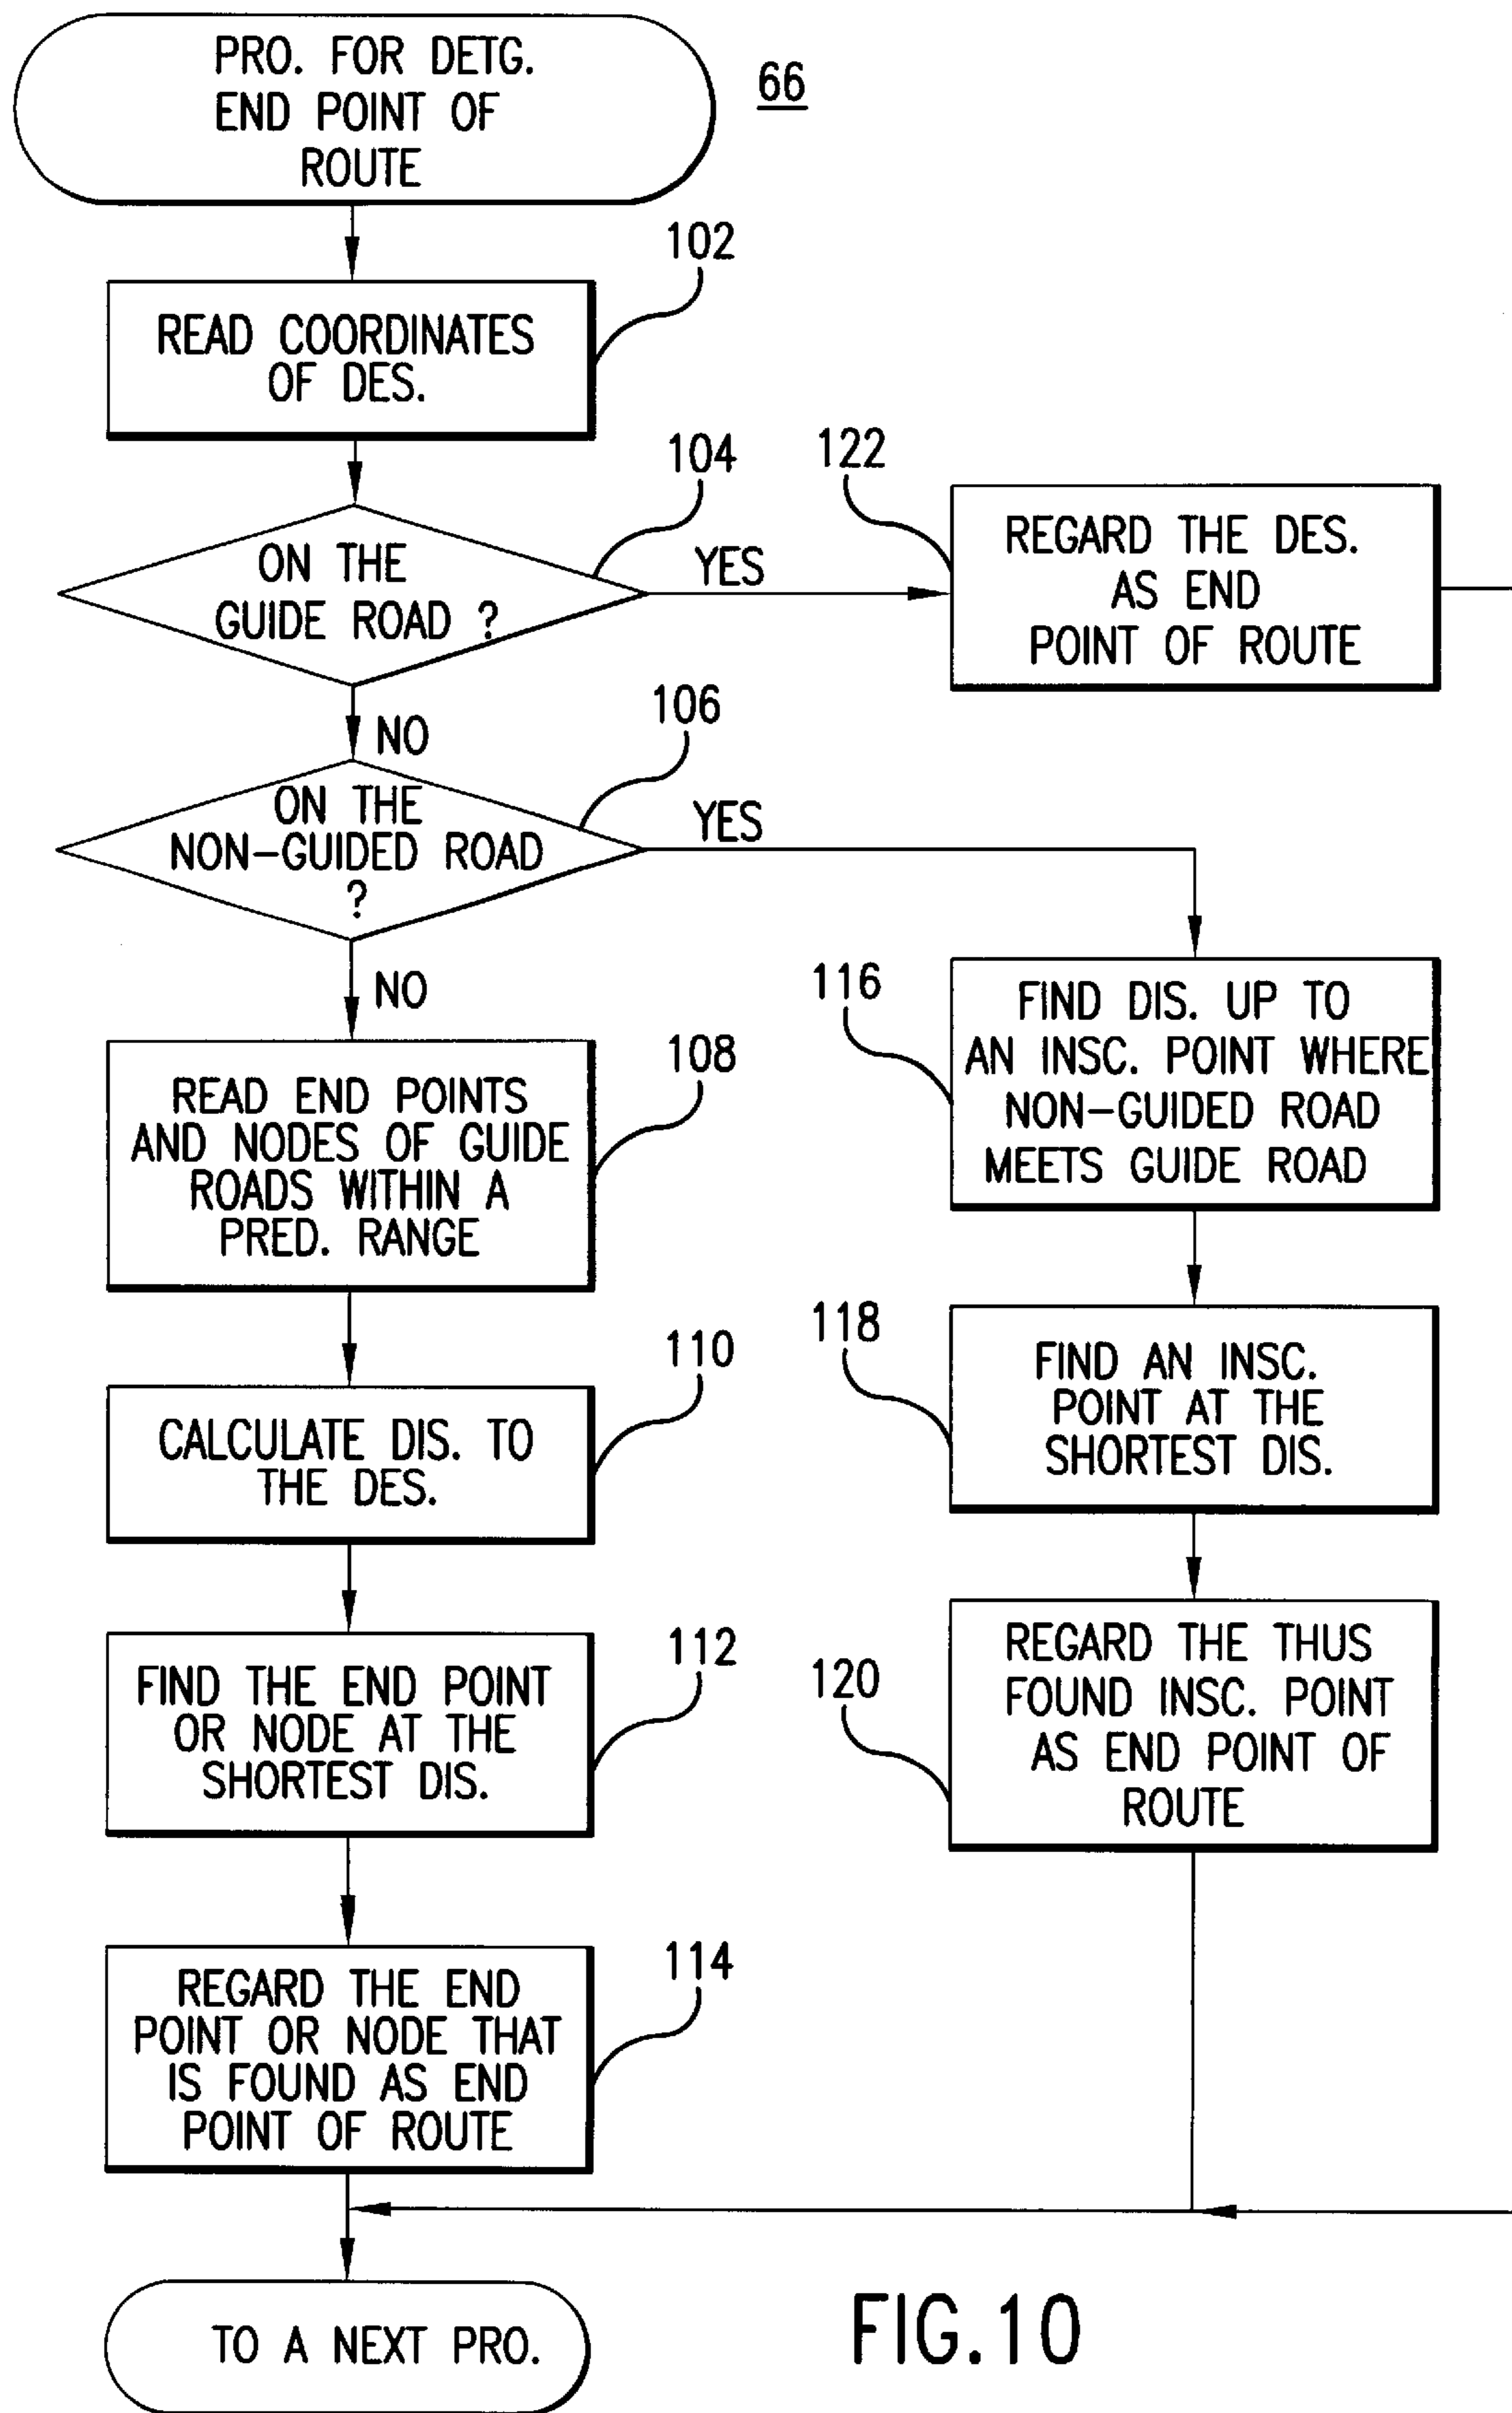 PRO. FOR DETG.
END POINT OF
ROUTE
66
102
READ COORDINATES
OF DES.
104
ON THE
GUIDE ROAD ?
YES
122
REGARD THE DES.
AS END
POINT OF ROUTE
NO
106
ON THE
NON-GUIDED ROAD
?
YES
NO
108
READ END POINTS
AND NODES OF GUIDE
ROADS WITHIN A
PRED. RANGE
116
FIND DIS. UP TO
AN INSC. POINT WHERE
NON-GUIDED ROAD
MEETS GUIDE ROAD
110
CALCULATE DIS. TO
THE DES.
118
FIND AN INSC.
POINT AT THE
SHORTEST DIS.
112
FIND THE END POINT
OR NODE AT THE
SHORTEST DIS.
120
REGARD THE THUS
FOUND INSC. POINT
AS END POINT OF
ROUTE
114
REGARD THE END
POINT OR NODE THAT
IS FOUND AS END
POINT OF ROUTE
TO A NEXT PRO.
FIG.10